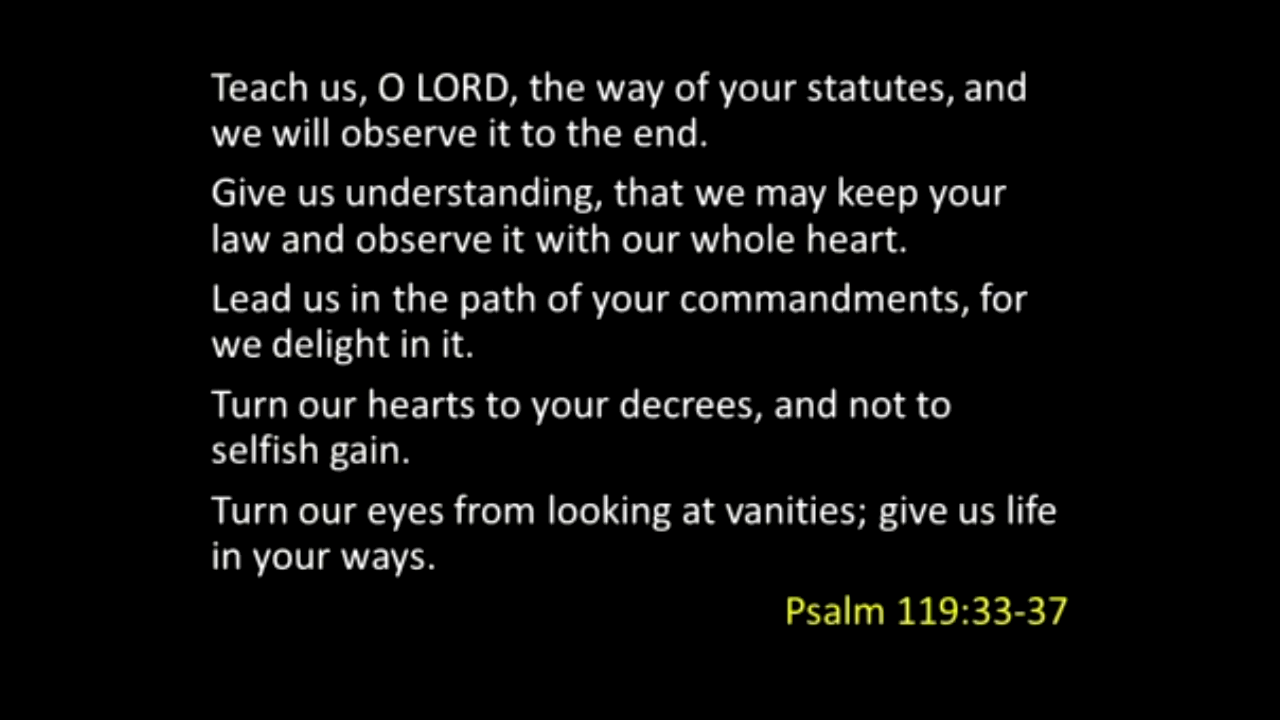 Teach us, O LORD, the way of your statutes, and
we will observe it to the end.
Give us understanding, that we may keep your
law and observe it with our whole heart.
Lead us in the path of your commandments, for
we delight in it.
Turn our hearts to your decrees, and not to
selfish gain.
Turn our eyes from looking at vanities; give us life
in your ways.
Psalm 119:33-37